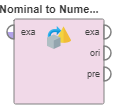 Nominal to Nume...
exa exa
ori
pre